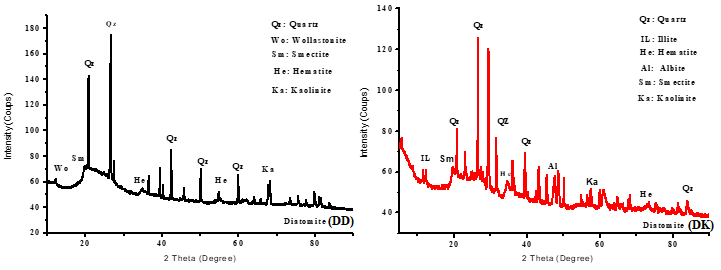 Qz: Quartz
Wo: Wollastonite
Sm: Smectite
He: Hematite
Ka: Kaolinite
Qz
Qz
Qz
Qz
Qz
Wo
Sm
He
He
Ka
Diatomite (DD)
Intensity (Coups)
180
160
140
120
100
80
60
40
20
20 40 60 80
2 Theta (Degree)
Qz: Quartz
IL: Illite
He: Hematite
Al: Albite
Sm: Smectite
Ka: Kaolinite
Qz
Qz
QZ
Qz
IL
Sm
He
Al
Ka
He
Qz
Diatomite (DK)
Intensity (Coups)
140
120
100
80
60
40
20 40 60 80
2 Theta (Degree)